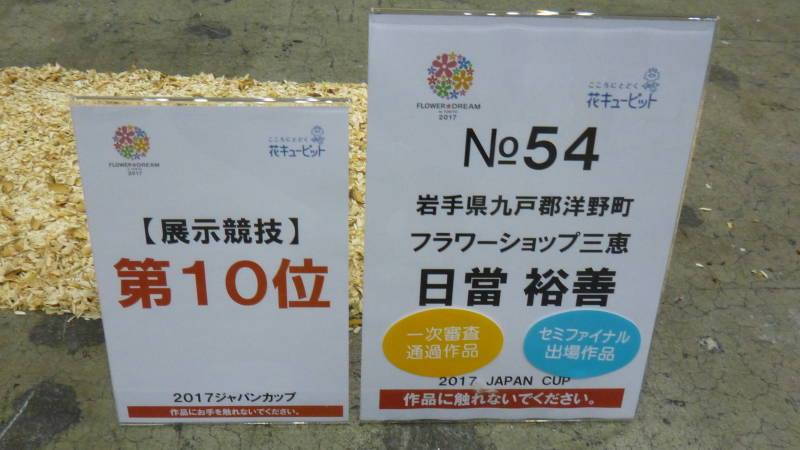 FLOWER★DREAM
2017
こころにとどく
花キューピット
【展示競技】
第10位
2017ジャパンカップ
作品にお手を触れないでください。
FLOWER★DREAM
in TOKYO
2017
こころにとどく
花キューピット
№54
岩手県九戸郡洋野町
フラワーショップ三恵
日當 裕善
一次審査
通過作品
セミファイナル
出場作品
2017 JAPAN CUP
作品に触れないでください。